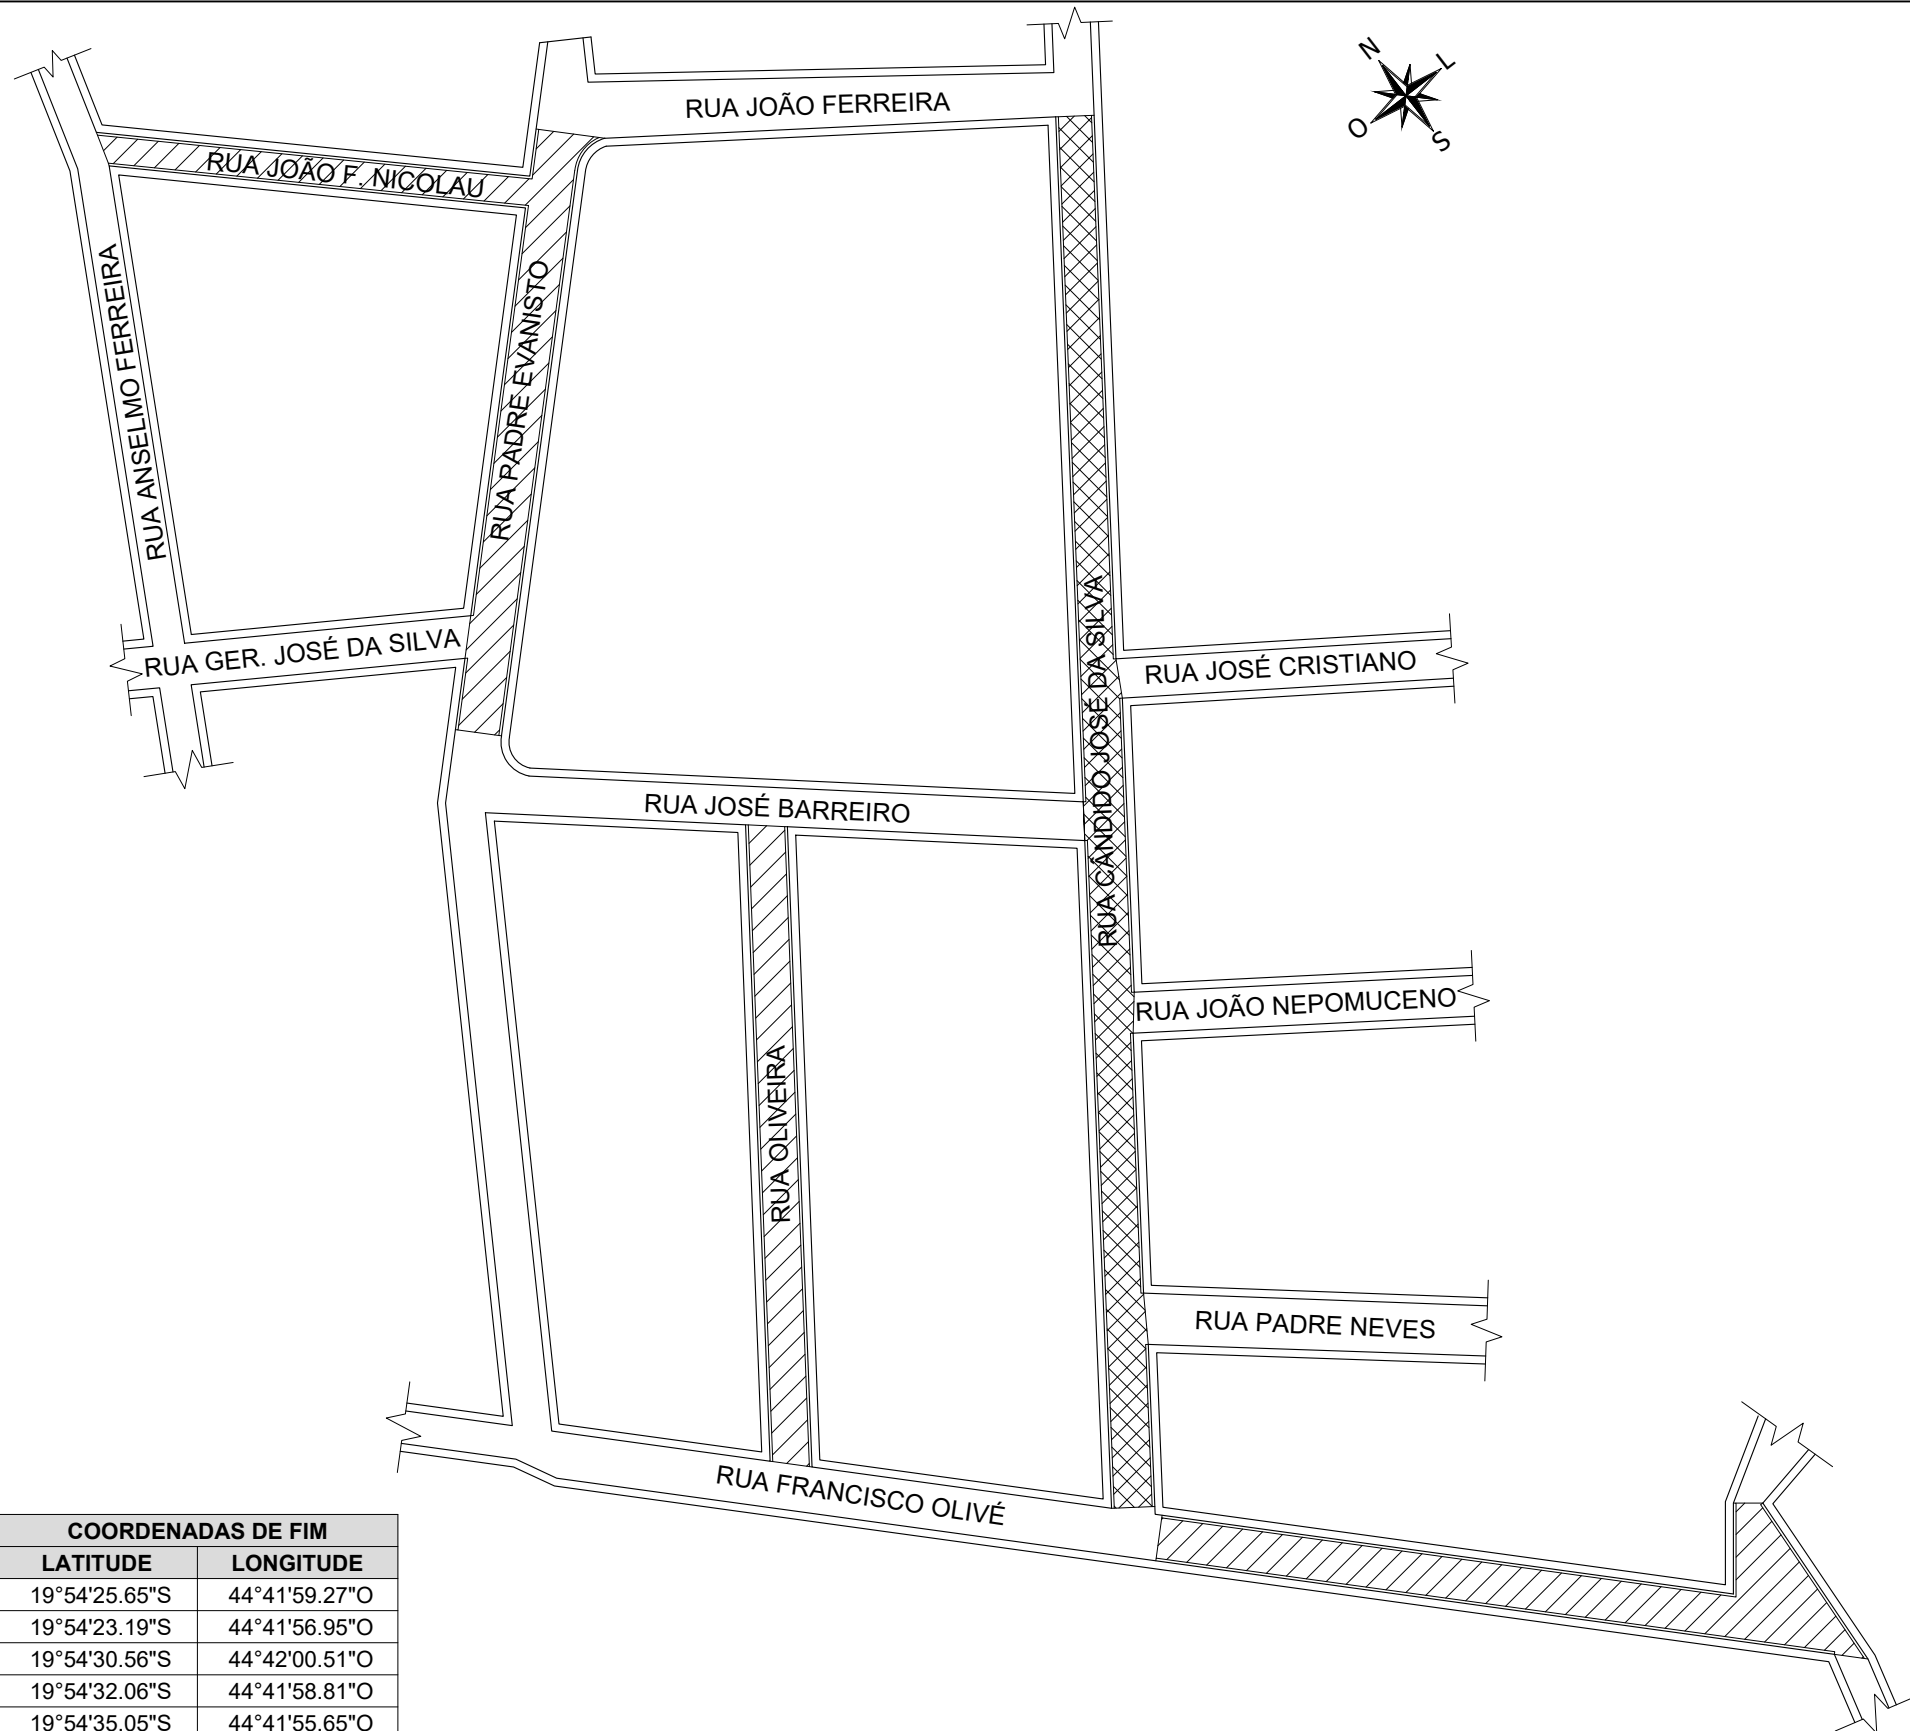 N
L
O
S
RUA JOÃO FERREIRA
RUA JOÃO F. NICOLAU
RUA ANSELMO FERREIRA
RUA PADRE EVANISTO
RUA GER. JOSÉ DA SILVA
RUA CÂNDIDO JOSÉ DA SILVA
RUA JOSÉ CRISTIANO
RUA JOSÉ BARREIRO
RUA JOÃO NEPOMUCENO
RUA OLIVEIRA
RUA PADRE NEVES
RUA FRANCISCO OLIVÉ
COORDENADAS DE FIM
LATITUDE LONGITUDE
19°54'25.65"S 44°41'59.27"O
19°54'23.19"S 44°41'56.95"O
19°54'30.56"S 44°42'00.51"O
19°54'32.06"S 44°41'58.81"O
19°54'35.05"S 44°41'55.65"O